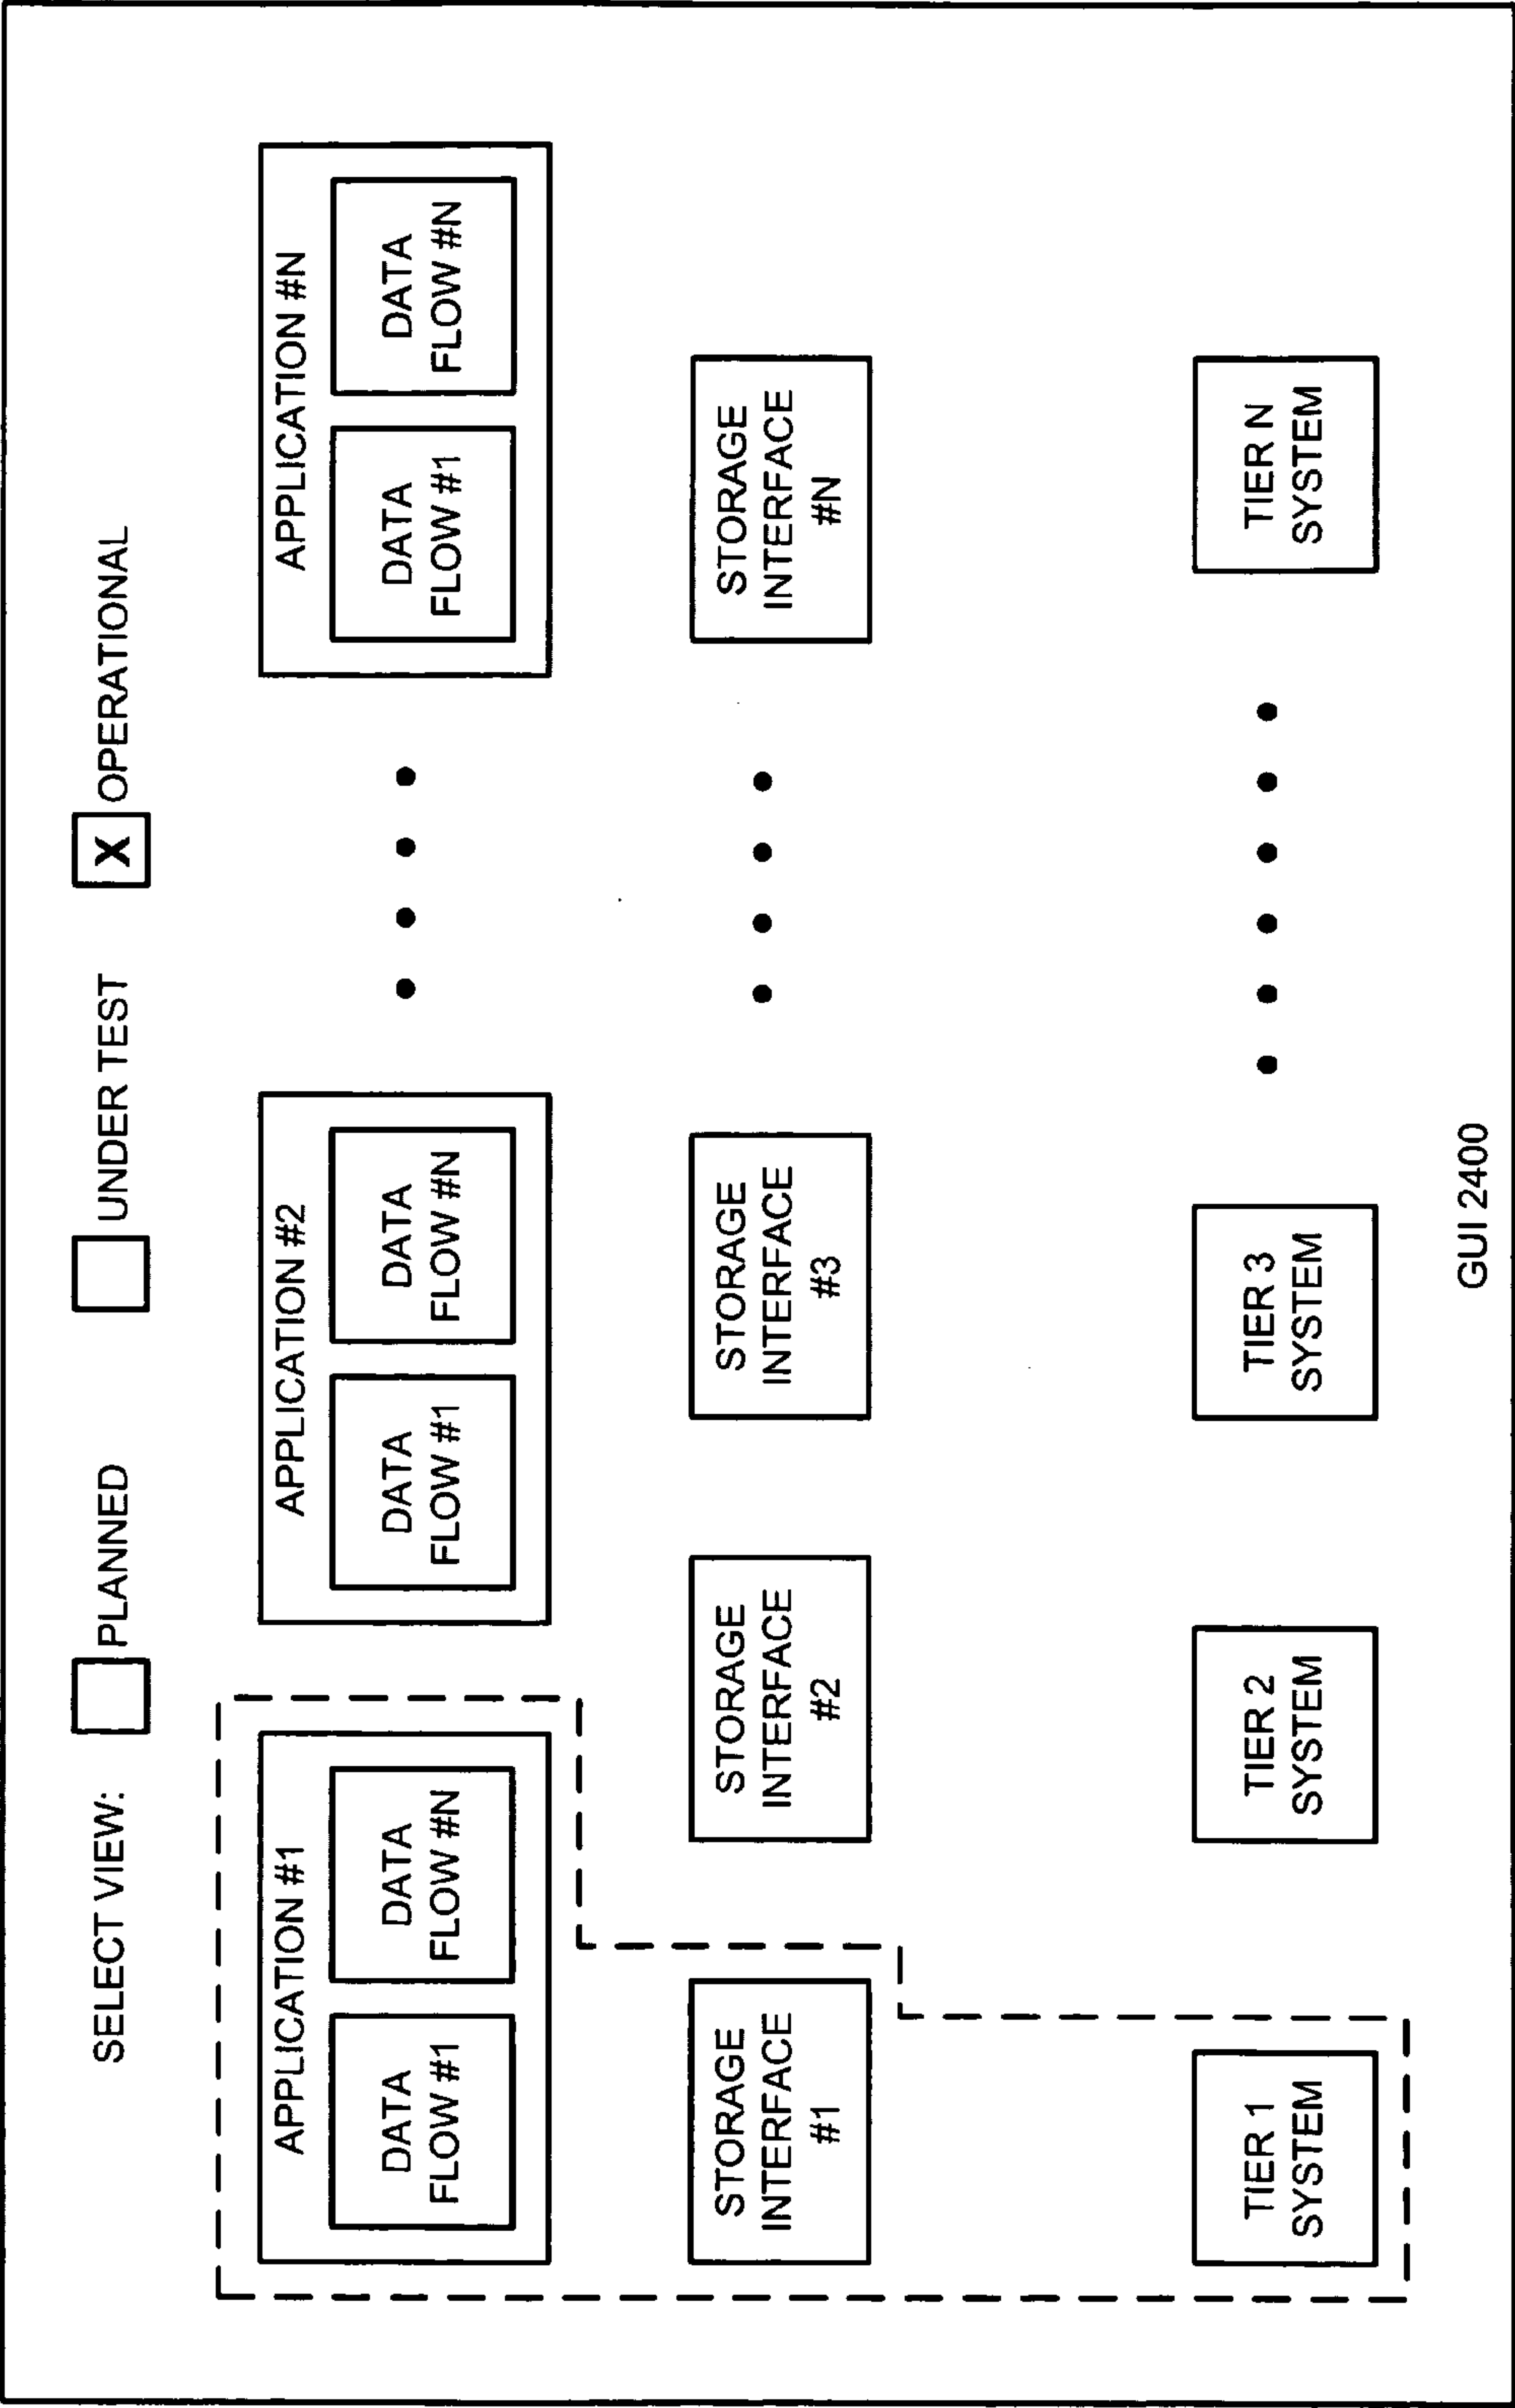 SELECT VIEW:
PLANNED
UNDER TEST
X OPERATIONAL
APPLICATION #1
DATA
FLOW #1
DATA
FLOW #N
APPLICATION #2
DATA
FLOW #1
DATA
FLOW #N
APPLICATION #N
DATA
FLOW #1
DATA
FLOW #N
STORAGE
INTERFACE
#1
STORAGE
INTERFACE
#2
STORAGE
INTERFACE
#3
STORAGE
INTERFACE
#N
TIER 1
SYSTEM
TIER 2
SYSTEM
TIER 3
SYSTEM
TIER N
SYSTEM
GUI 2400